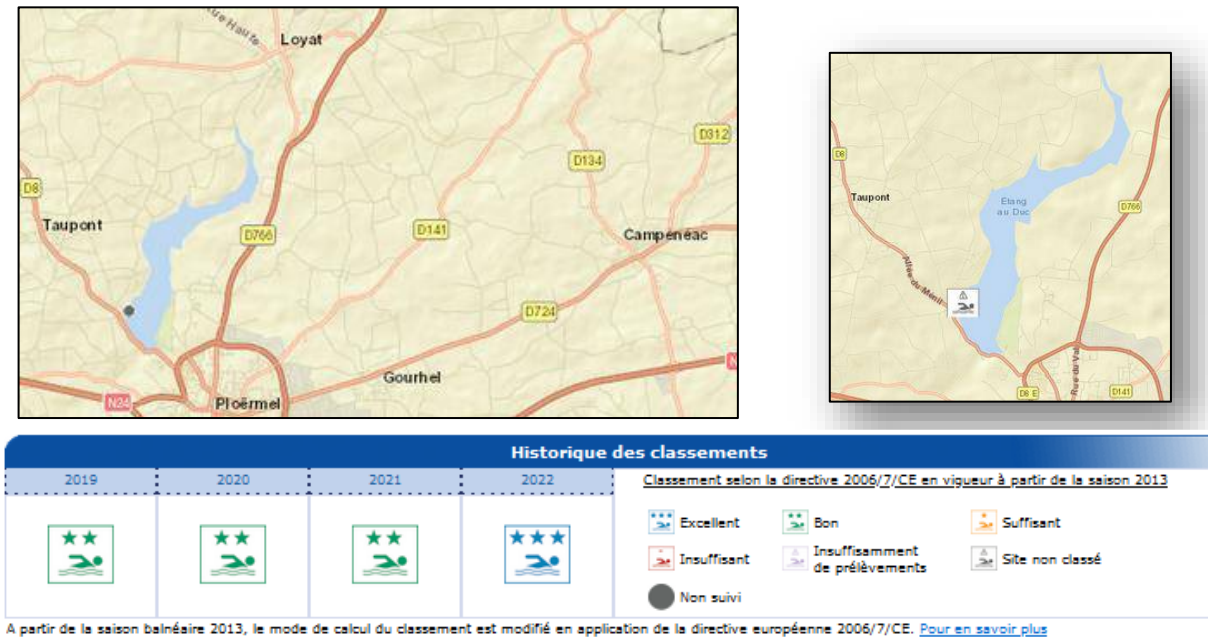 Loyat
D312
D134
D8
Taupont
D766
D141
Campénéac
D724
Gourhel
N24
Ploërmel
D8
Taupont
Etang
au Duc
D766
Allée du Ménil
Rue du Val
D8 E
D141
Historique des classements
2019 2020 2021 2022
Classement selon la directive 2006/7/CE en vigueur à partir de la saison 2013
Excellent Bon Suffisant
Insuffisant Insuffisamment
de prélèvements Site non classé
Non suivi
A partir de la saison balnéaire 2013, le mode de calcul du classement est modifié en application de la directive européenne 2006/7/CE. Pour en savoir plus